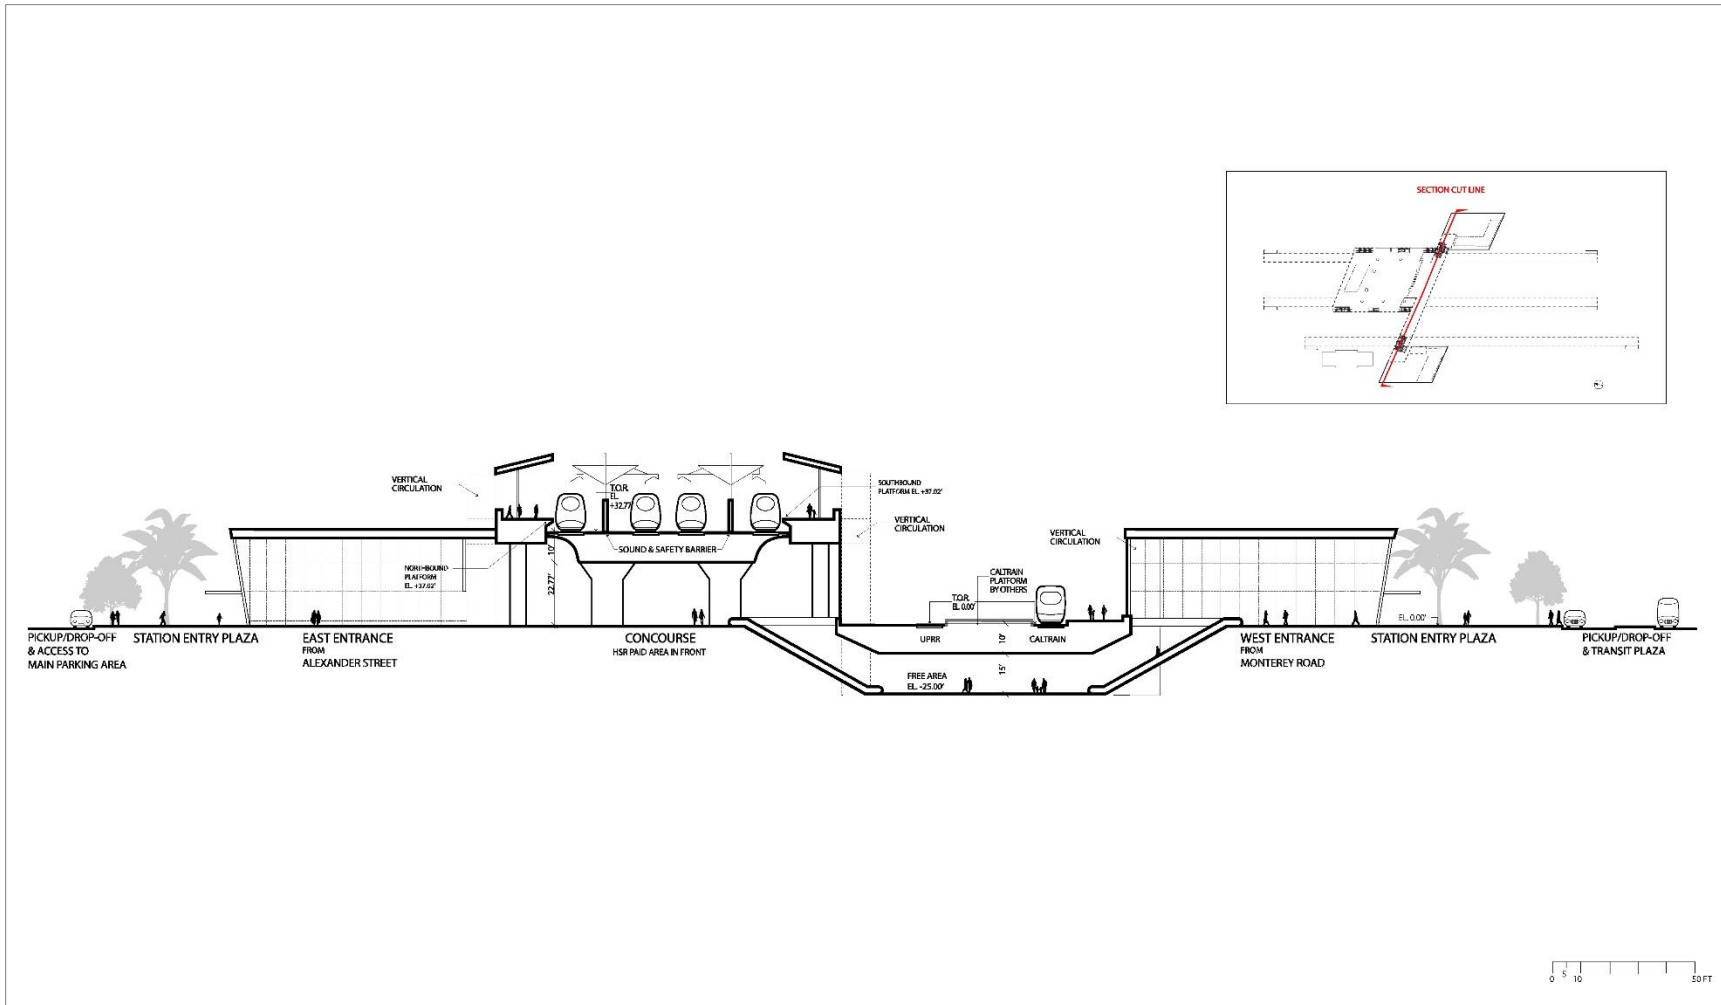 SECTION CUT LINE
VERTICAL
CIRCULATION
T.O.R.
EL.
+32.77'
SOUTHBOUND
PLATFORM EL. +37.02'
VERTICAL
CIRCULATION
VERTICAL
CIRCULATION
SOUND & SAFETY BARRIER
10'
NORTHBOUND
PLATFORM
EL. +37.02'
22.77'
CALTRAIN
PLATFORM
BY OTHERS
T.O.R.
EL 0.00'
EL. 0.00'
PICKUP/DROP-OFF
& ACCESS TO
MAIN PARKING AREA
STATION ENTRY PLAZA
EAST ENTRANCE
FROM
ALEXANDER STREET
CONCOURSE
HSR PAID AREA IN FRONT
UPRR
10'
CALTRAIN
WEST ENTRANCE
FROM
MONTEREY ROAD
STATION ENTRY PLAZA
PICKUP/DROP-OFF
& TRANSIT PLAZA
15'
FREE AREA
EL. -25.00'
0 5 10 50 FT